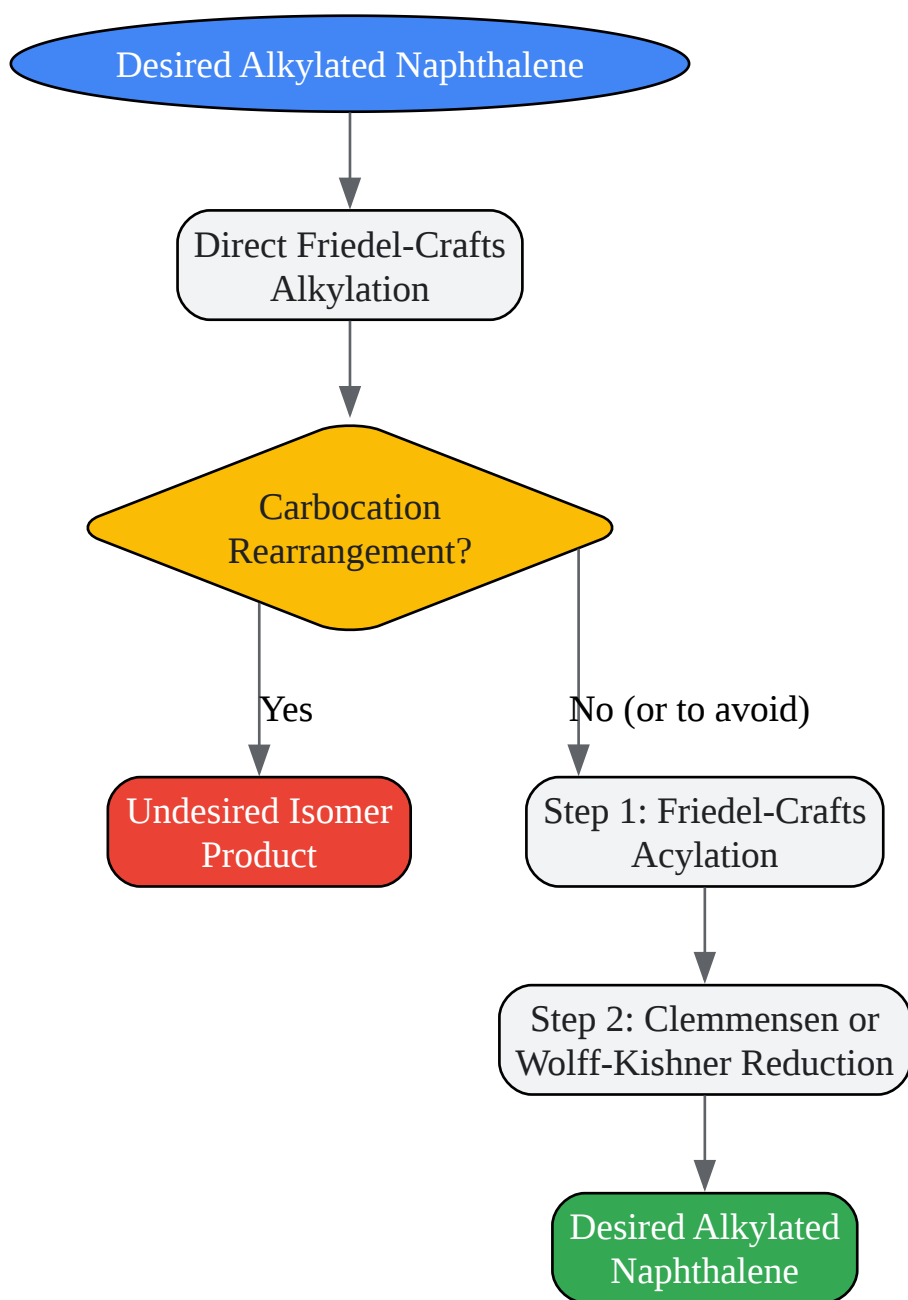 Desired Alkylated Naphthalene
Direct Friedel-Crafts
Alkylation
Carbocation
Rearrangement?
Yes
No (or to avoid)
Undesired Isomer
Product
Step 1: Friedel-Crafts
Acylation
Step 2: Clemmensen or
Wolff-Kishner Reduction
Desired Alkylated
Naphthalene